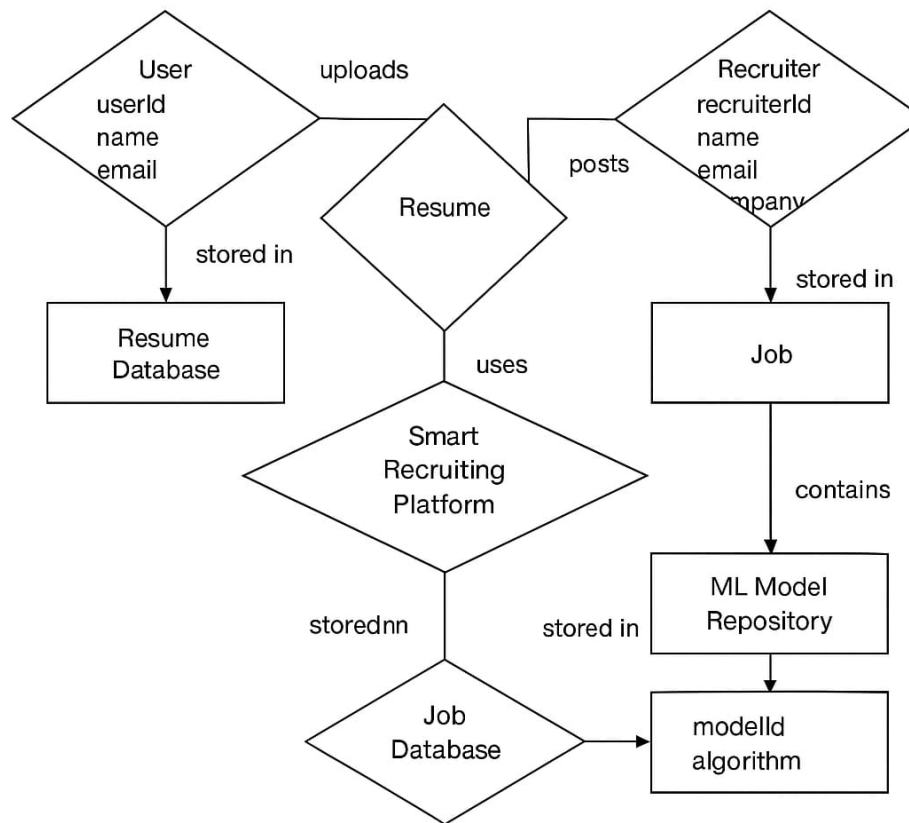 User
userId
name
email
uploads
Recruiter
recruiterId
name
email
mpany
posts
Resume
stored in
stored in
Resume
Database
Job
uses
Smart
Recruiting
Platform
contains
ML Model
Repository
storednn
stored in
Job
Database
modelId
algorithm